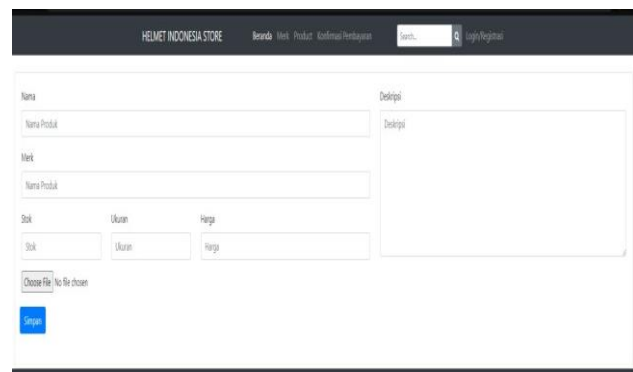 HELMET INDONESIA STORE Beranda Merk Product Konfirmasi Pembayaran Search... Login/Registrasi
Nama
Nama Produk
Merk
Nama Produk
Stok Ukuran Harga
Stok Ukuran Harga
Choose File No file chosen
Simpan
Deskripsi
Deskripsi